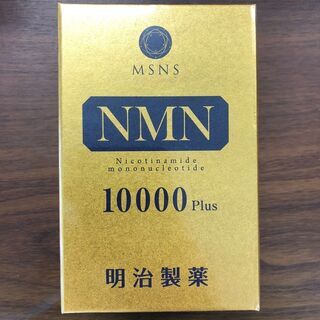 MSNS
NMN
Nicotinamide
mononucleotide
10000 Plus
明治製薬